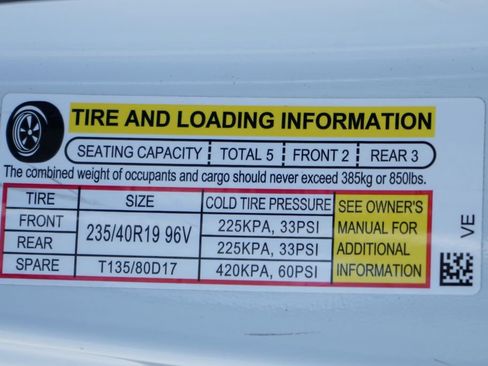 TIRE AND LOADING INFORMATION
SEATING CAPACITY TOTAL 5 FRONT 2 REAR 3
The combined weight of occupants and cargo should never exceed 385kg or 850lbs.
TIRE SIZE COLD TIRE PRESSURE
FRONT 235/40R19 96V 225KPA, 33PSI
REAR 225KPA, 33PSI
SPARE T135/80D17 420KPA, 60PSI
SEE OWNER'S
MANUAL FOR
ADDITIONAL
INFORMATION
VE